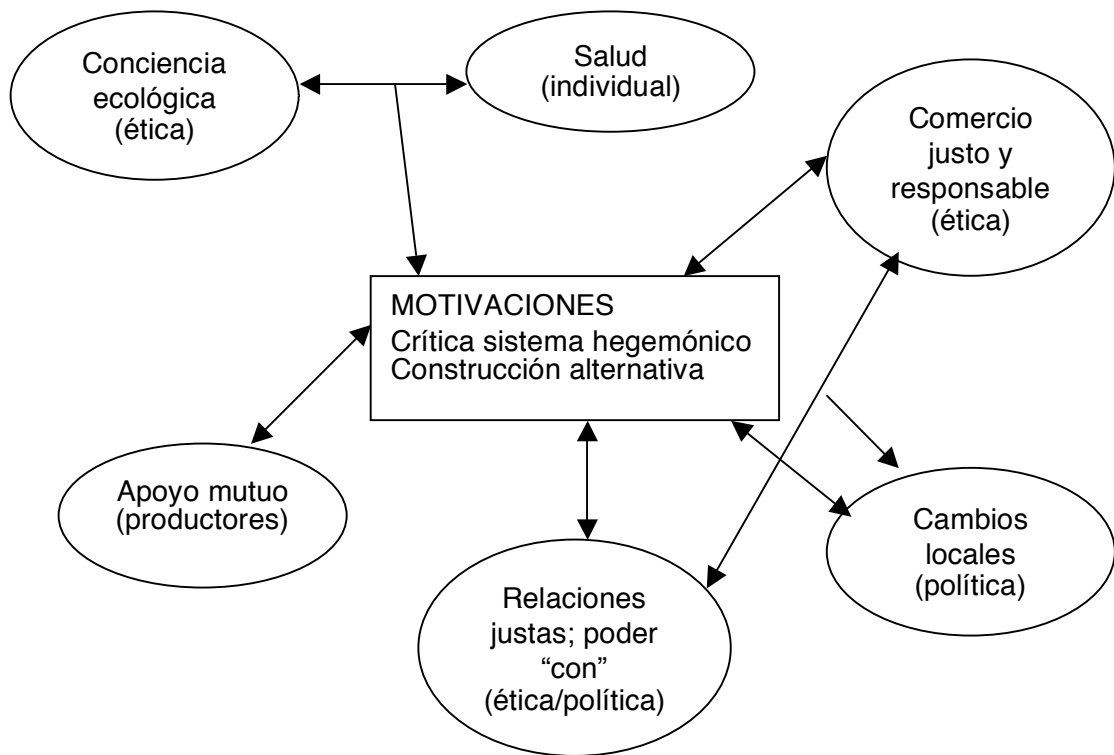 Conciencia
ecológica
(ética)
Salud
(individual)
Comercio
justo y
responsable
(ética)
MOTIVACIONES
Crítica sistema hegemónico
Construcción alternativa
Apoyo mutuo
(productores)
Relaciones
justas; poder
“con”
(ética/política)
Cambios
locales
(política)